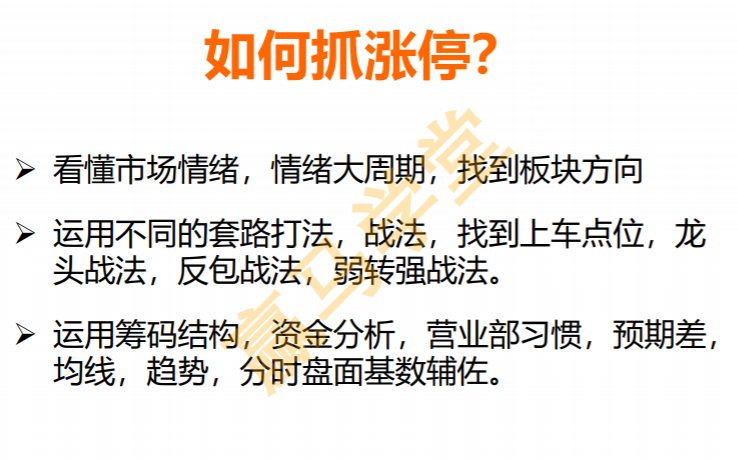 如何抓涨停？
➢ 看懂市场情绪，情绪大周期，找到板块方向
➢ 运用不同的套路打法，战法，找到上车点位，龙
头战法，反包战法，弱转强战法。
➢ 运用筹码结构，资金分析，营业部习惯，预期差，
均线，趋势，分时盘面基数辅佐。
赢马学堂